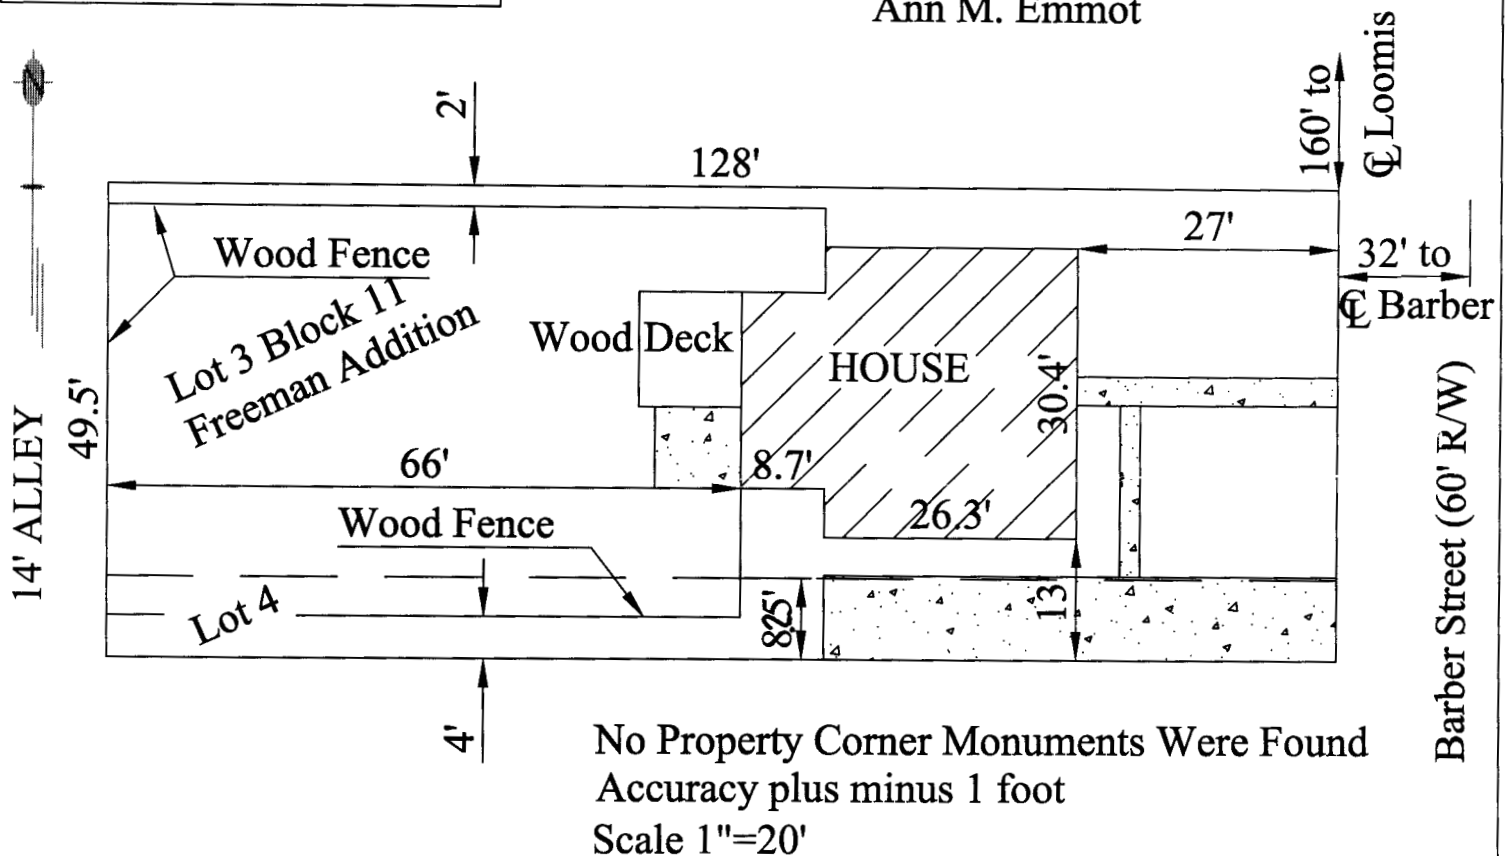 Ann M. Emmot
N
2'
128'
160' to
℄ Loomis
27'
32' to
℄ Barber
Wood Fence
Lot 3 Block 11
Freeman Addition
Wood Deck
HOUSE
30.4'
49.5'
14' ALLEY
66'
8.7'
26.3'
Wood Fence
Lot 4
8.25'
13'
4'
Barber Street (60' R/W)
No Property Corner Monuments Were Found
Accuracy plus minus 1 foot
Scale 1"=20'